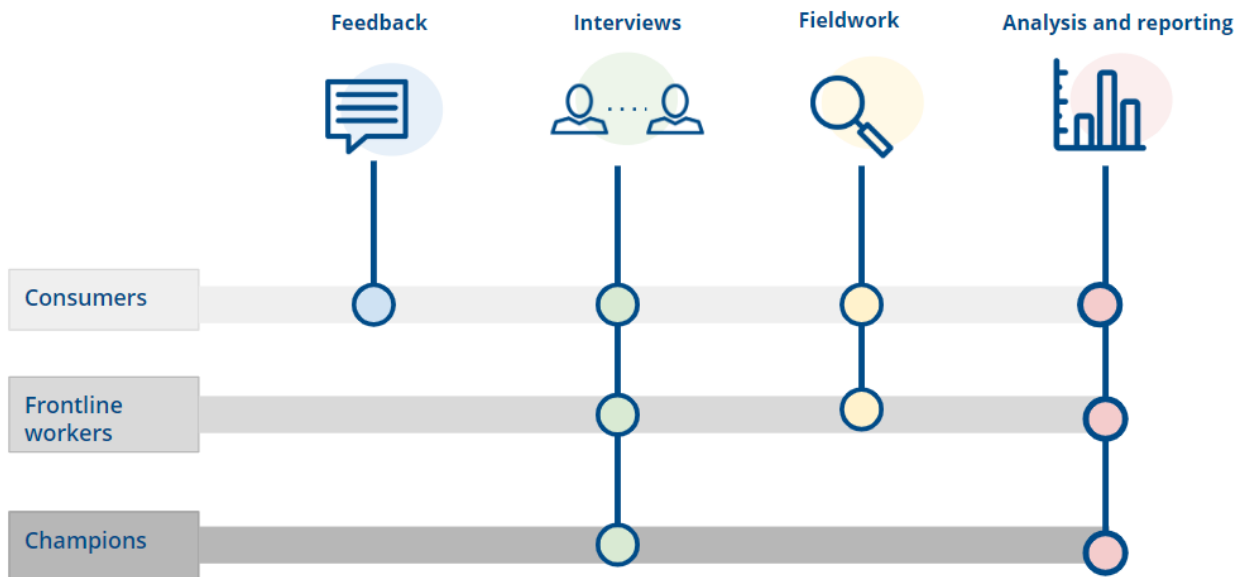 Feedback
Interviews
Fieldwork
Analysis and reporting
Consumers
Frontline
workers
Champions